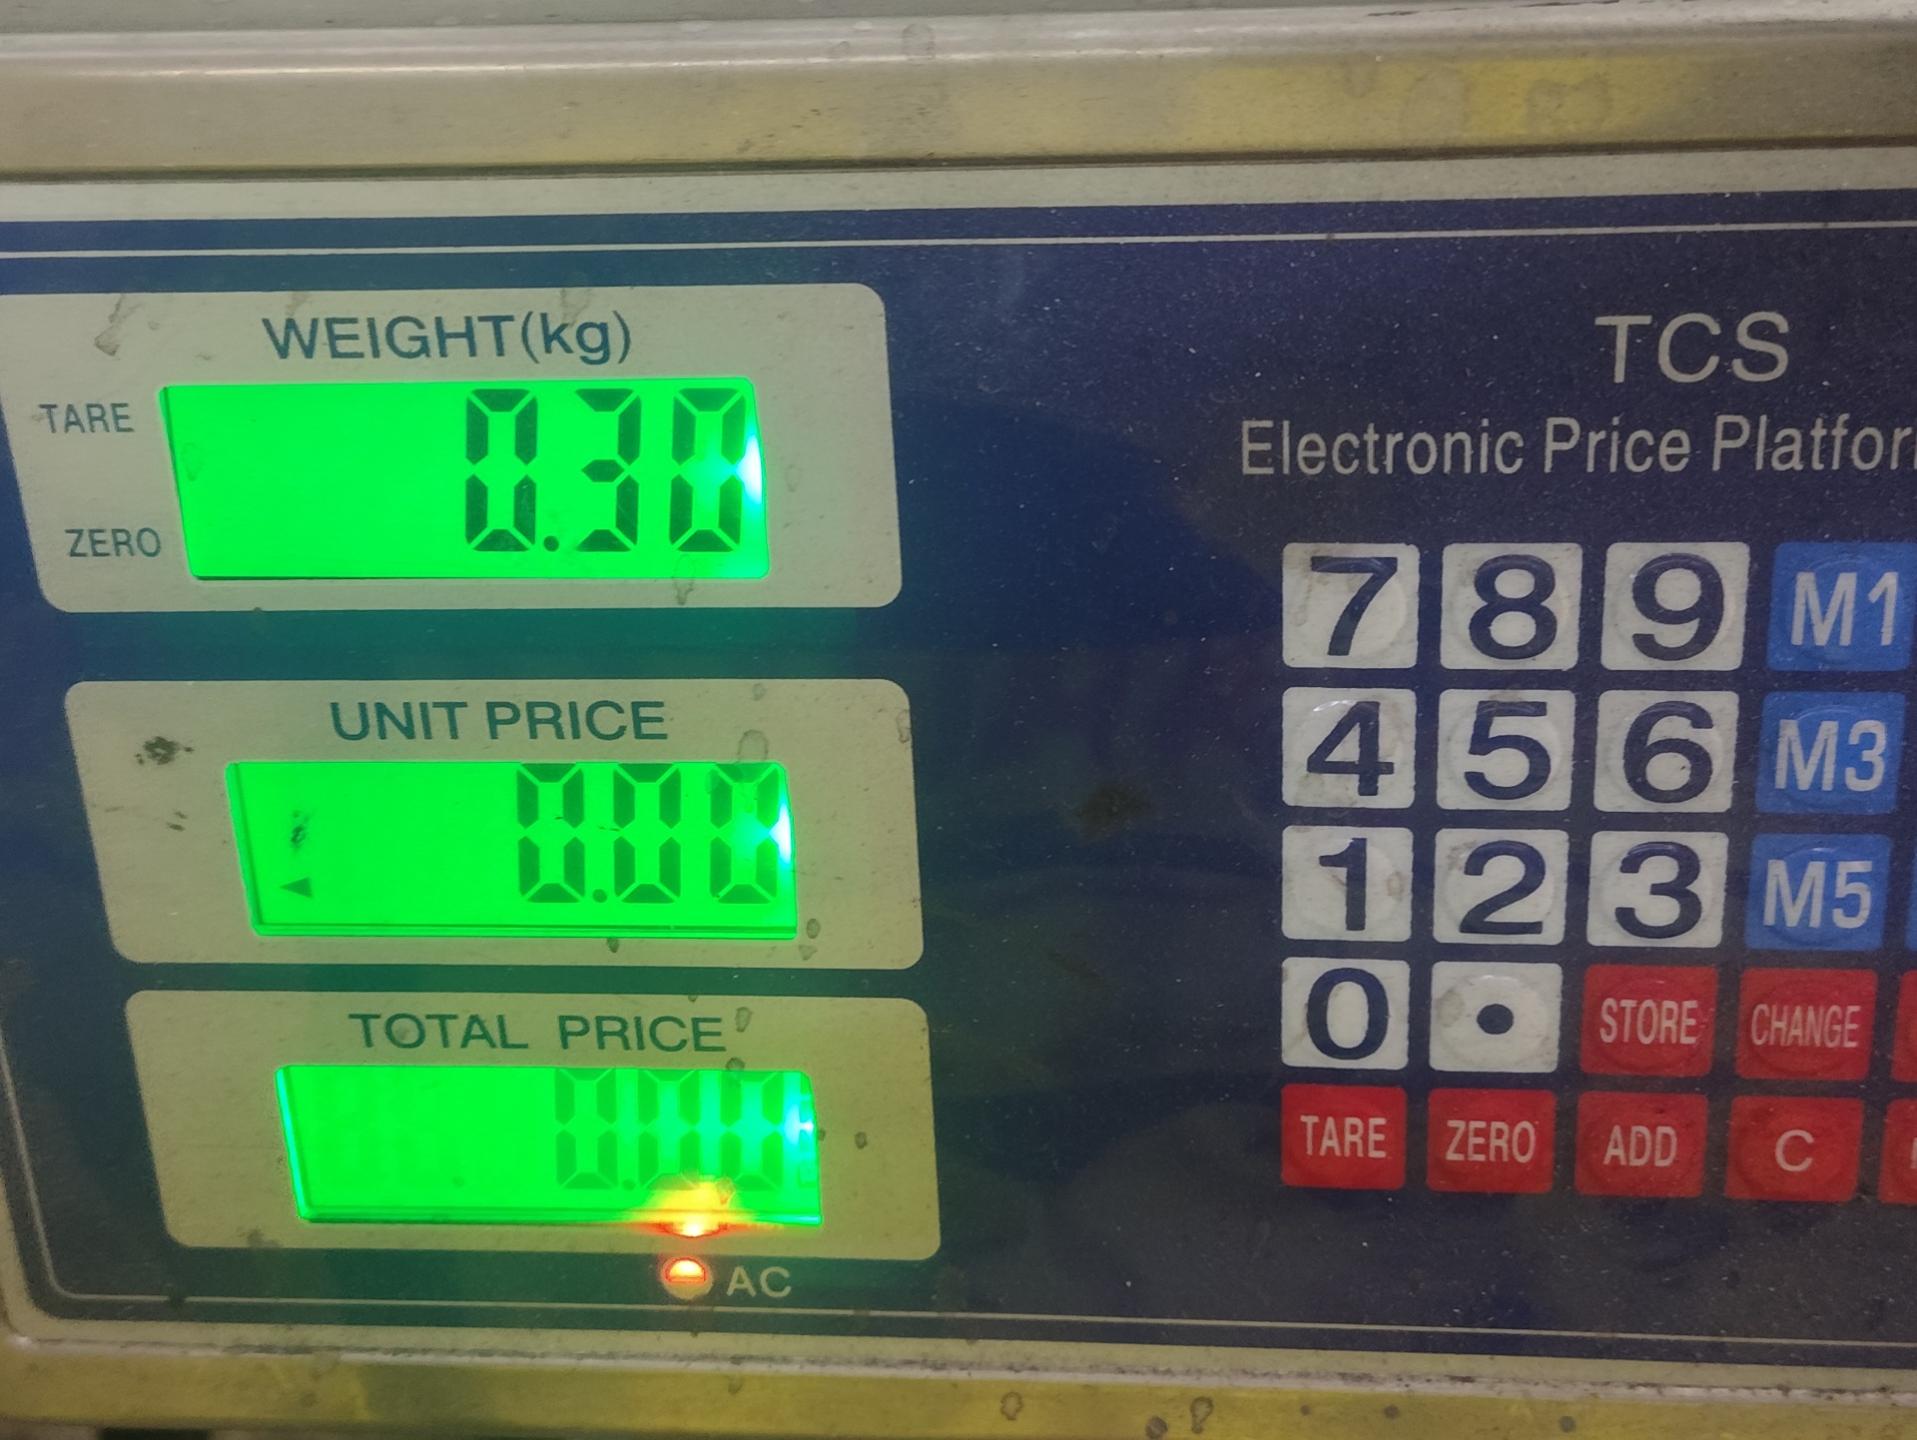 WEIGHT(kg)
TARE
0.30
ZERO
UNIT PRICE
0.00
TOTAL PRICE
0.00
AC
TCS
Electronic Price Platfor
7 8 9 M1
4 5 6 M3
1 2 3 M5
0 . STORE CHANGE
TARE ZERO ADD C